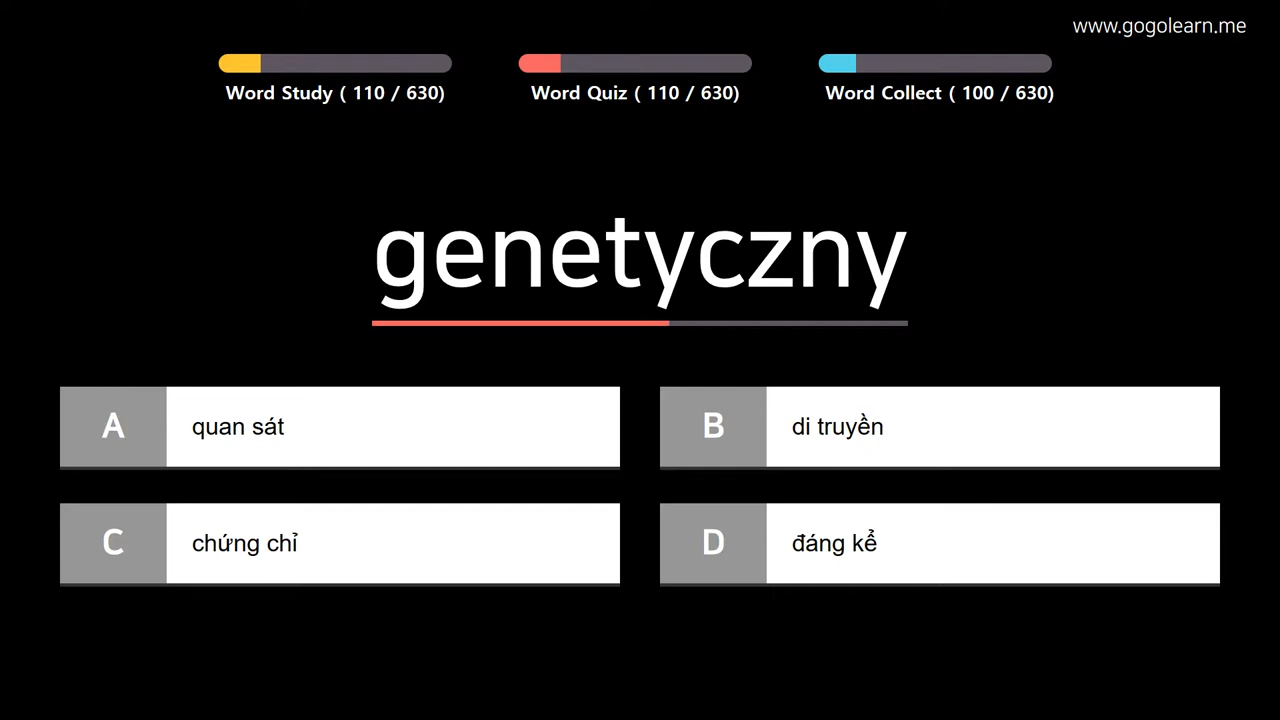 www.gogolearn.me
Word Study ( 110 / 630)
Word Quiz ( 110 / 630)
Word Collect ( 100 / 630)
genetyczny
A
quan sát
B
di truyền
C
chứng chỉ
D
đáng kể